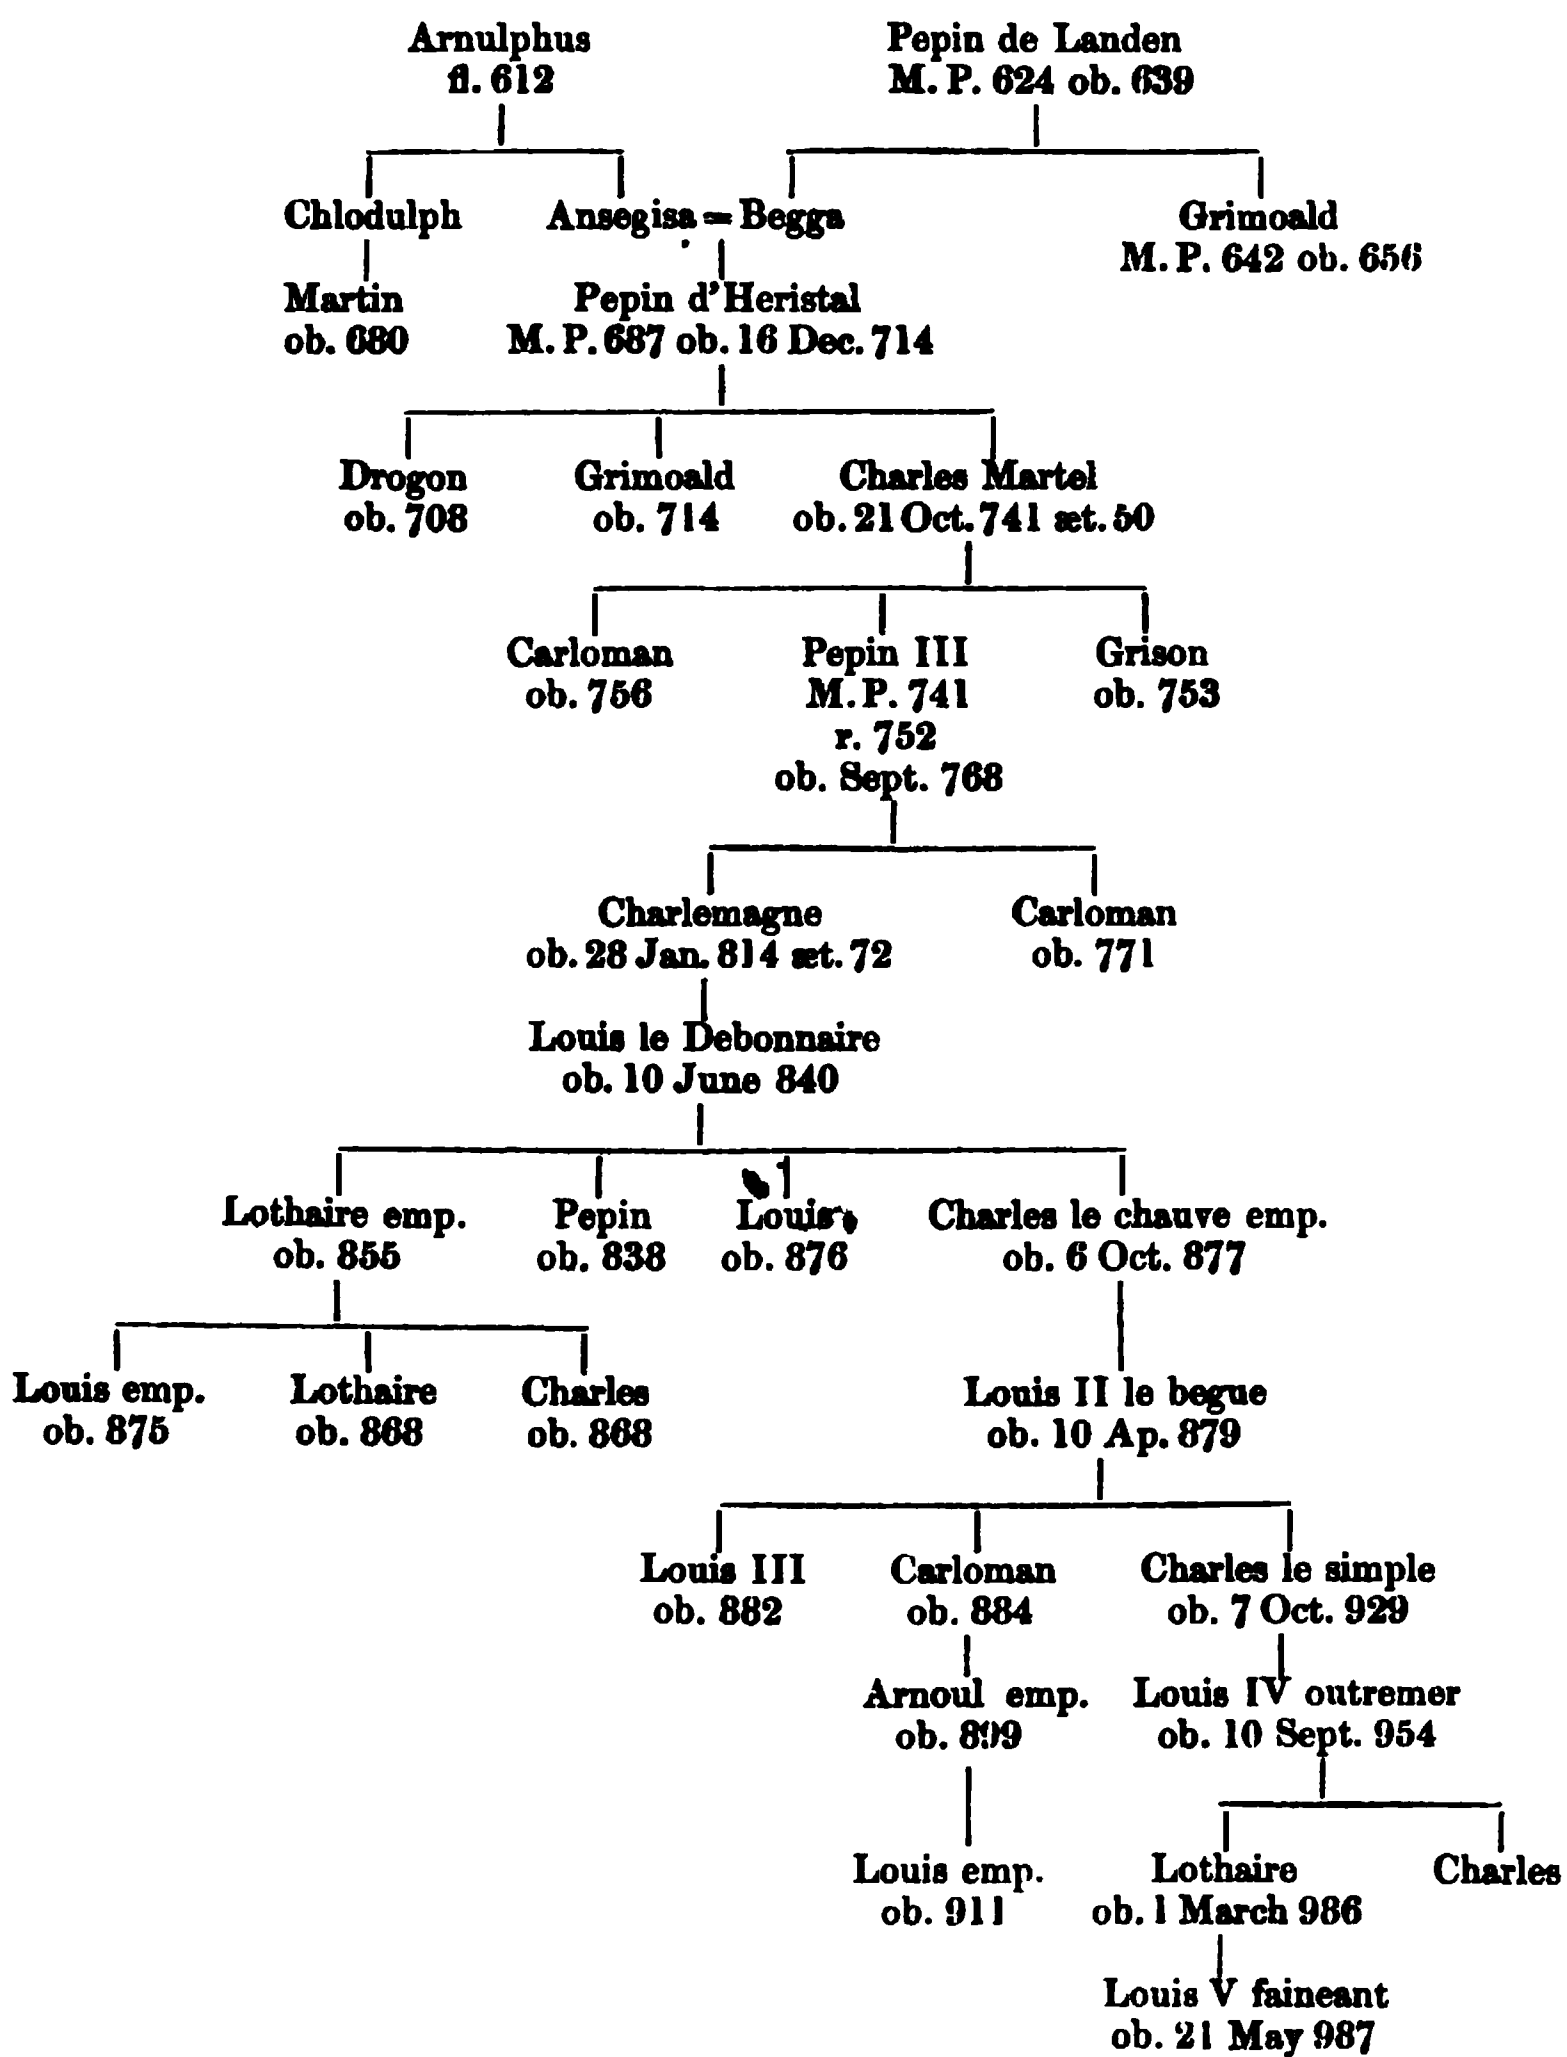 Arnulphus
fl. 612
Pepin de Landen
M. P. 624 ob. 639
Chlodulph
Ansegisa = Begga
Grimoald
M. P. 642 ob. 656
Martin
ob. 680
Pepin d'Heristal
M. P. 687 ob. 16 Dec. 714
Drogon
ob. 708
Grimoald
ob. 714
Charles Martel
ob. 21 Oct. 741 æt. 50
Carloman
ob. 756
Pepin III
M. P. 741
r. 752
ob. Sept. 768
Grison
ob. 753
Charlemagne
ob. 28 Jan. 814 æt. 72
Carloman
ob. 771
Louis le Debonnaire
ob. 10 June 840
Lothaire emp.
ob. 855
Pepin
ob. 838
Louis
ob. 876
Charles le chauve emp.
ob. 6 Oct. 877
Louis emp.
ob. 875
Lothaire
ob. 868
Charles
ob. 868
Louis II le begue
ob. 10 Ap. 879
Louis III
ob. 882
Carloman
ob. 884
Charles le simple
ob. 7 Oct. 929
Arnoul emp.
ob. 899
Louis IV outremer
ob. 10 Sept. 954
Louis emp.
ob. 911
Lothaire
ob. 1 March 986
Charles
Louis V faineant
ob. 21 May 987